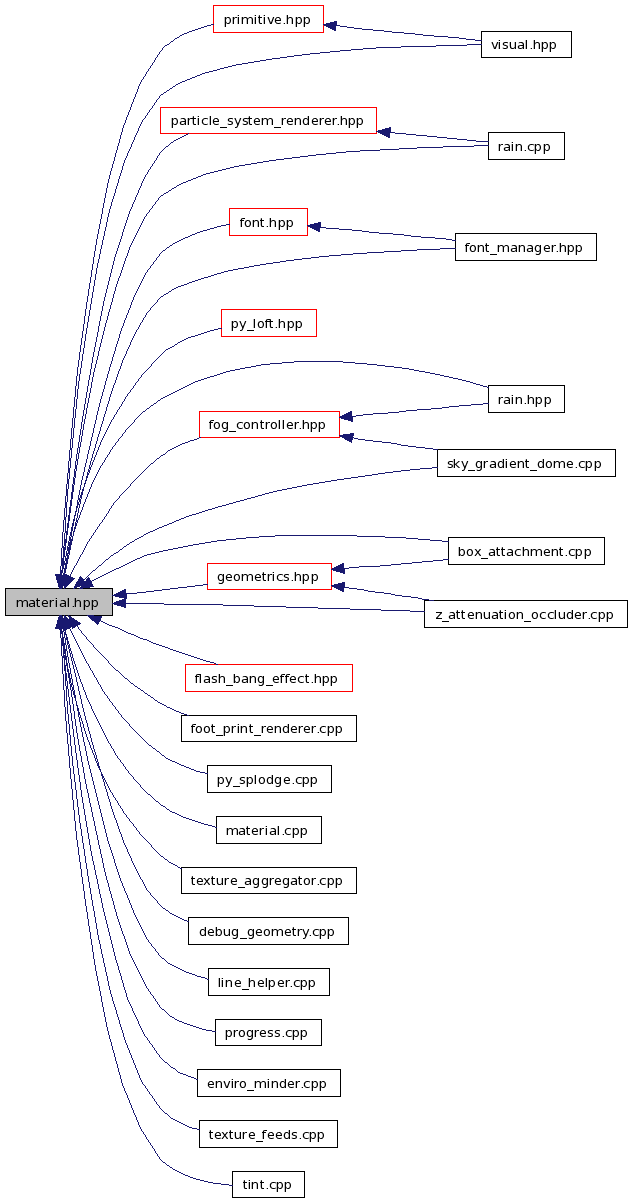 primitive.hpp
visual.hpp
particle_system_renderer.hpp
rain.cpp
font.hpp
font_manager.hpp
py_loft.hpp
rain.hpp
fog_controller.hpp
sky_gradient_dome.cpp
box_attachment.cpp
geometrics.hpp
material.hpp
z_attenuation_occluder.cpp
flash_bang_effect.hpp
foot_print_renderer.cpp
py_splodge.cpp
material.cpp
texture_aggregator.cpp
debug_geometry.cpp
line_helper.cpp
progress.cpp
enviro_minder.cpp
texture_feeds.cpp
tint.cpp